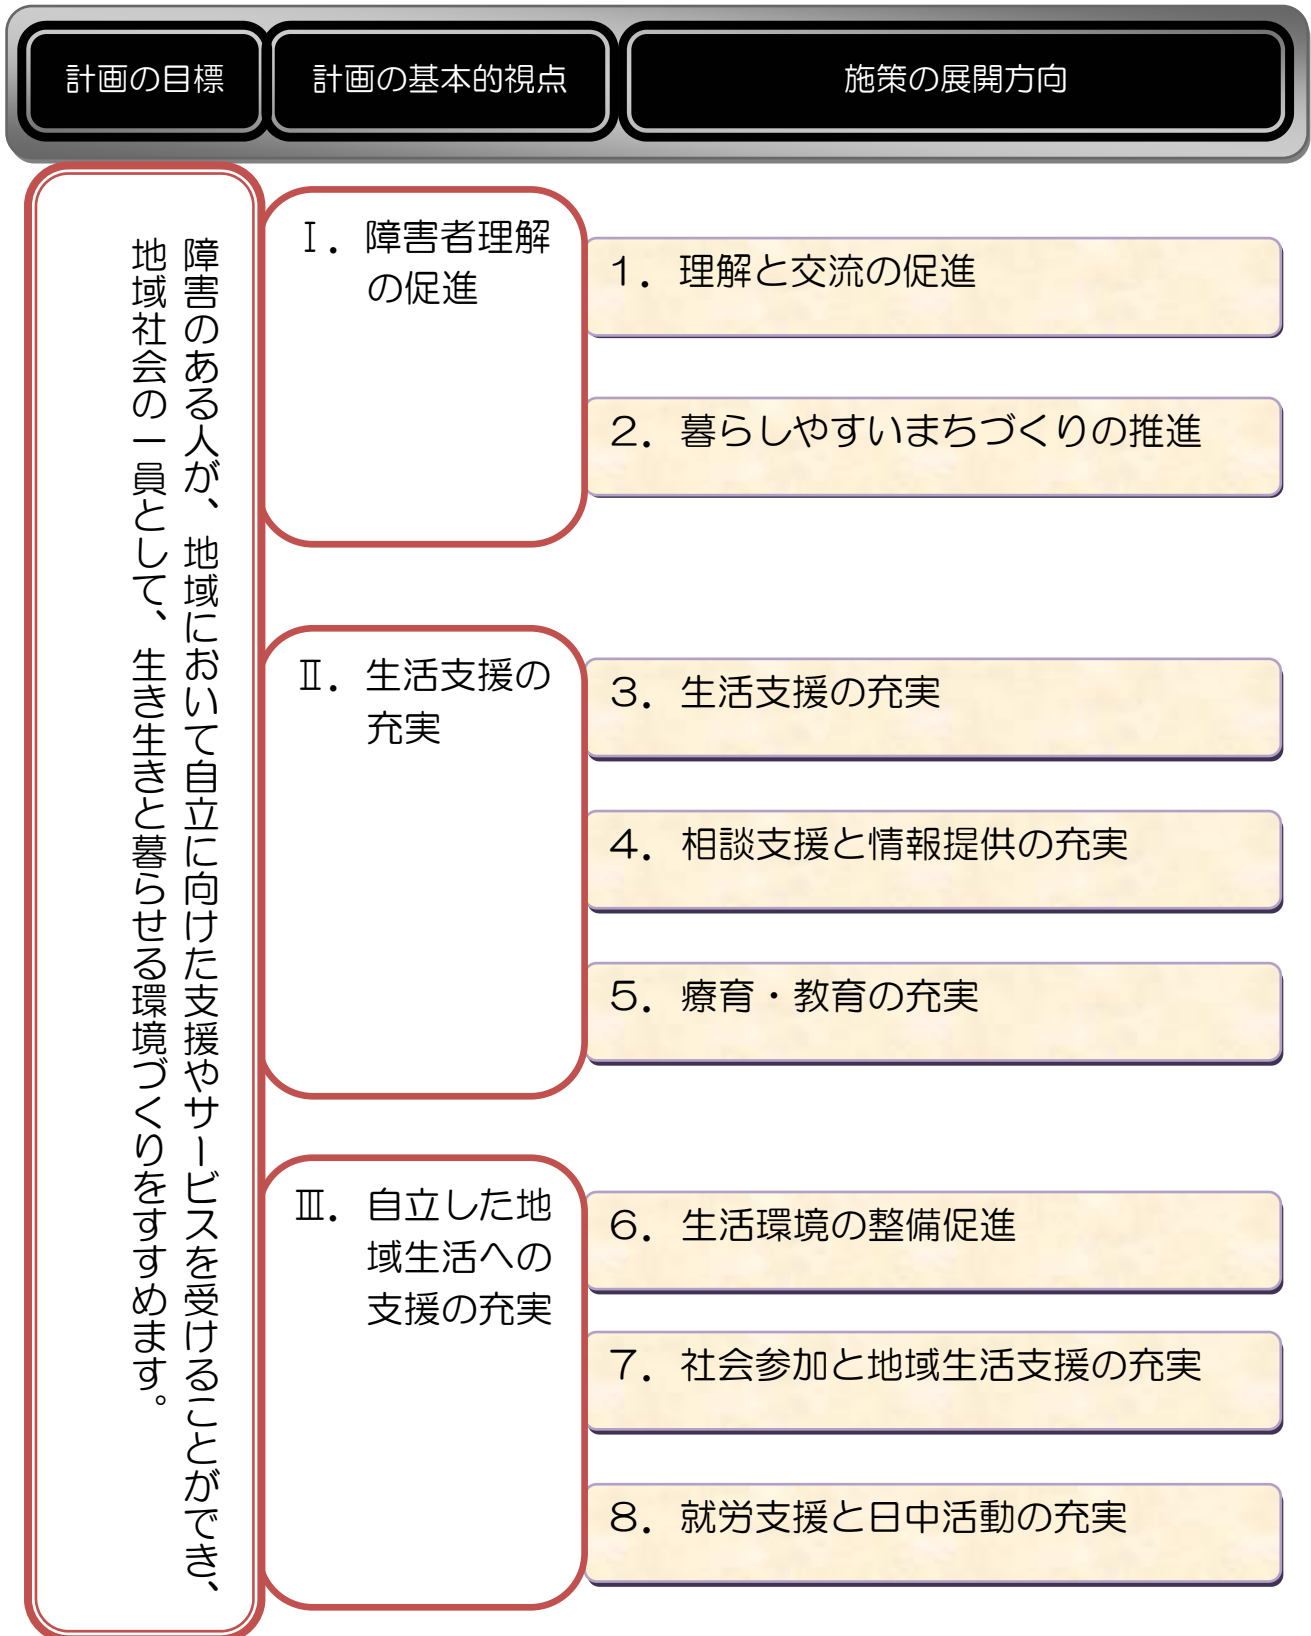 計画の目標
計画の基本的視点
施策の展開方向
障害のある人が、地域において自立に向けた支援やサービスを受けることができ、
地域社会の一員として、生き生きと暮らせる環境づくりをすすめます。
Ⅰ．障害者理解
の促進
１．理解と交流の促進
２．暮らしやすいまちづくりの推進
Ⅱ．生活支援の
充実
３．生活支援の充実
４．相談支援と情報提供の充実
５．療育・教育の充実
Ⅲ．自立した地
域生活への
支援の充実
６．生活環境の整備促進
７．社会参加と地域生活支援の充実
８．就労支援と日中活動の充実